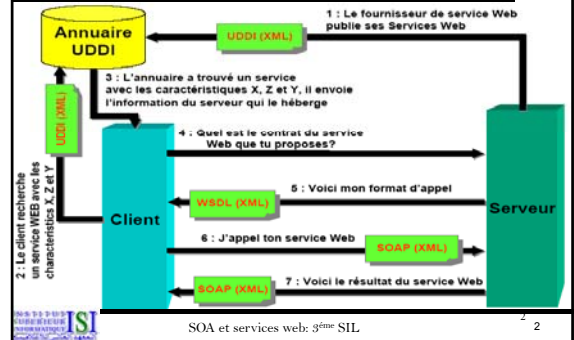 1 : Le fournisseur de service Web
publie ses Services Web
Annuaire
UDDI
UDDI (XML)
3 : L'annuaire a trouvé un service
avec les caractéristiques X, Z et Y, il envoie
l'information du serveur qui le héberge
UDDI (XML)
2 : Le client recherche
un service WEB avec les
characteristics X, Z et Y
4 : Quel est le contrat du service
Web que tu proposes?
5 : Voici mon format d'appel
WSDL (XML)
Client
Serveur
6 : J'appel ton service Web
SOAP (XML)
7 : Voici le résultat du service Web
SOAP (XML)
ISI
SOA et services web: 3éme SIL
2
2